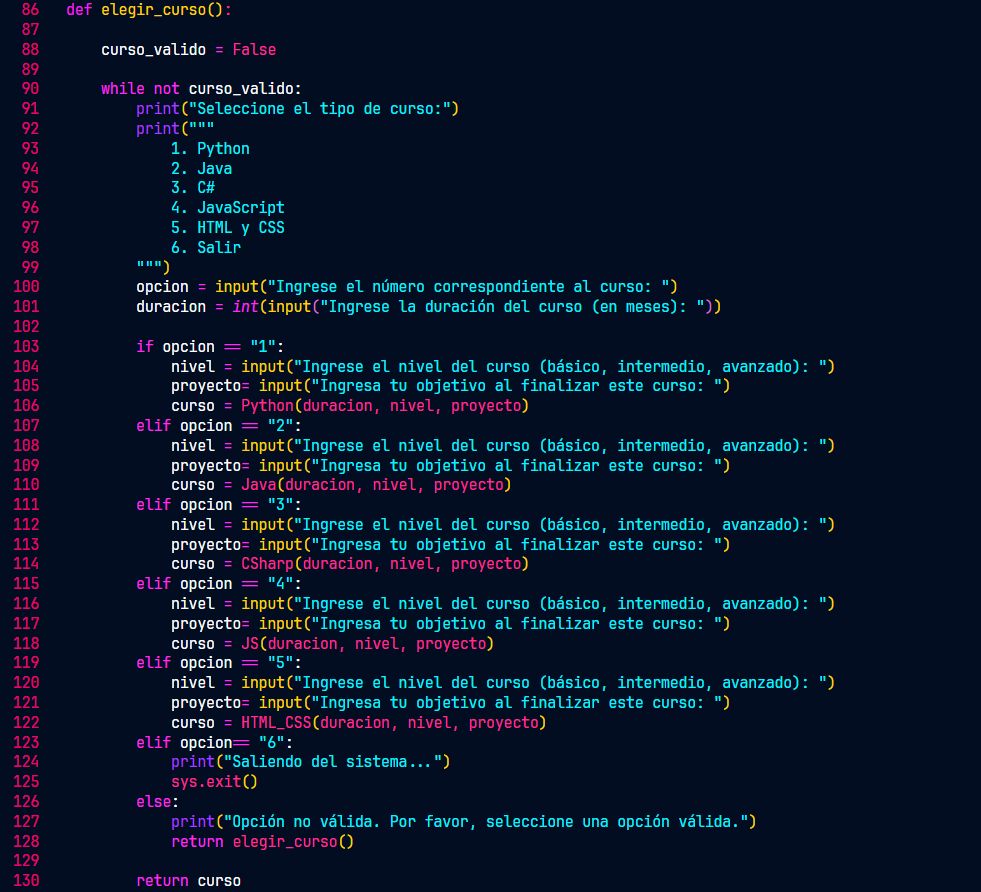 86 def elegir_curso():
87
88     curso_valido = False
89
90     while not curso_valido:
91         print("Seleccione el tipo de curso:")
92         print("""
93             1. Python
94             2. Java
95             3. C#
96             4. JavaScript
97             5. HTML y CSS
98             6. Salir
99         """)
100         opcion = input("Ingrese el número correspondiente al curso: ")
101         duracion = int(input("Ingrese la duración del curso (en meses): "))
102
103         if opcion == "1":
104             nivel = input("Ingrese el nivel del curso (básico, intermedio, avanzado): ")
105             proyecto= input("Ingresa tu objetivo al finalizar este curso: ")
106             curso = Python(duracion, nivel, proyecto)
107         elif opcion == "2":
108             nivel = input("Ingrese el nivel del curso (básico, intermedio, avanzado): ")
109             proyecto= input("Ingresa tu objetivo al finalizar este curso: ")
110             curso = Java(duracion, nivel, proyecto)
111         elif opcion == "3":
112             nivel = input("Ingrese el nivel del curso (básico, intermedio, avanzado): ")
113             proyecto= input("Ingresa tu objetivo al finalizar este curso: ")
114             curso = CSharp(duracion, nivel, proyecto)
115         elif opcion == "4":
116             nivel = input("Ingrese el nivel del curso (básico, intermedio, avanzado): ")
117             proyecto= input("Ingresa tu objetivo al finalizar este curso: ")
118             curso = JS(duracion, nivel, proyecto)
119         elif opcion == "5":
120             nivel = input("Ingrese el nivel del curso (básico, intermedio, avanzado): ")
121             proyecto= input("Ingresa tu objetivo al finalizar este curso: ")
122             curso = HTML_CSS(duracion, nivel, proyecto)
123         elif opcion== "6":
124             print("Saliendo del sistema...")
125             sys.exit()
126         else:
127             print("Opción no válida. Por favor, seleccione una opción válida.")
128             return elegir_curso()
129
130         return curso